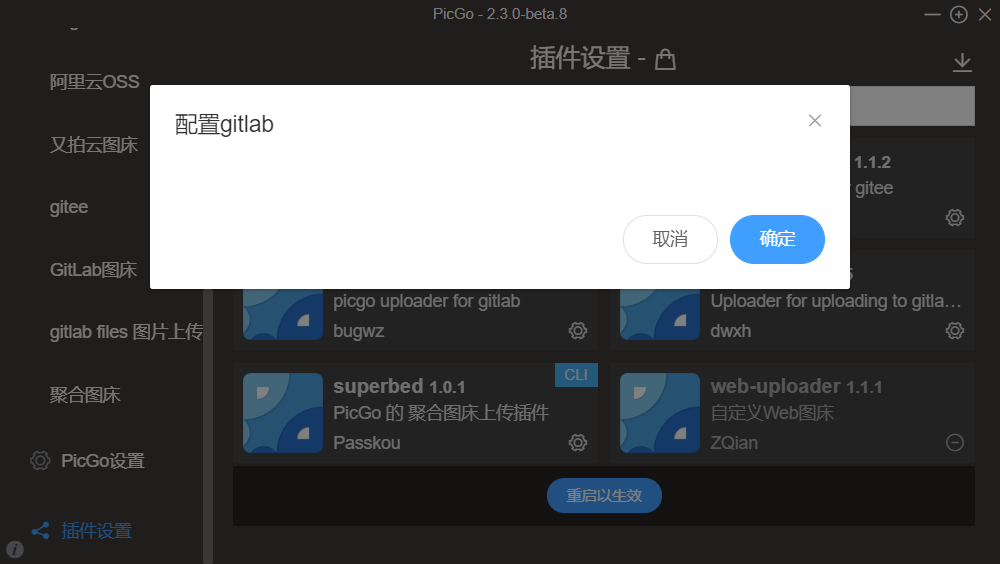 PicGo - 2.3.0-beta.8
插件设置 -
阿里云OSS
又拍云图床
gitee
GitLab图床
gitlab files 图片上传
聚合图床
PicGo设置
插件设置
配置gitlab
取消
确定
1.1.2
gitee
picgo uploader for gitlab
bugwz
Uploader for uploading to gitla…
dwxh
superbed 1.0.1
CLI
PicGo 的 聚合图床上传插件
Passkou
web-uploader 1.1.1
自定义Web图床
ZQian
重启以生效